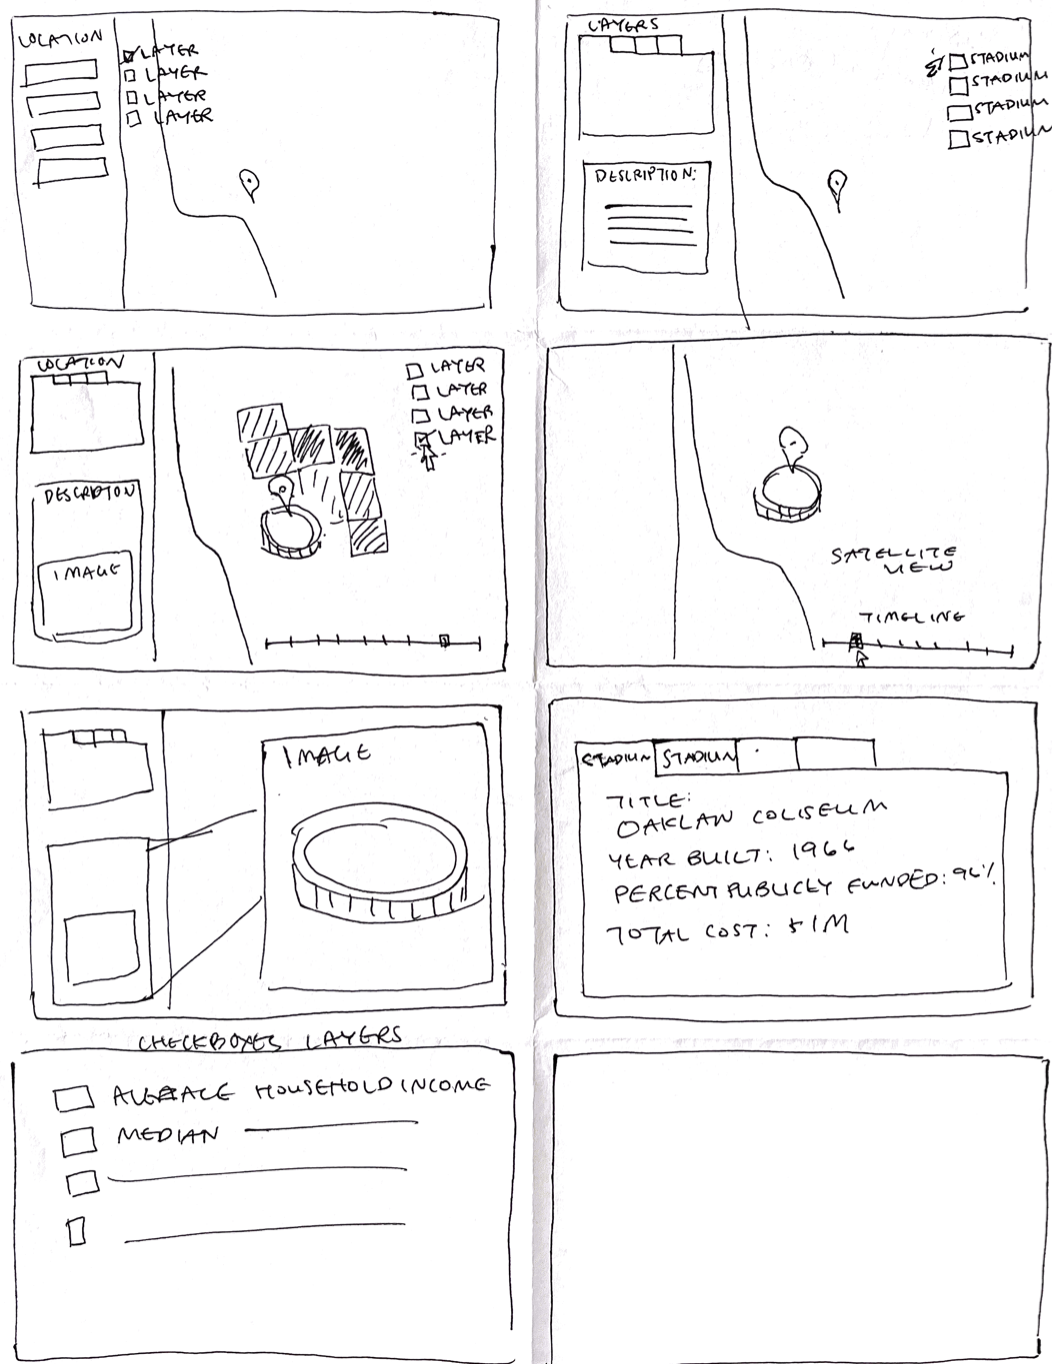 LOCATION
LAYER
LAYER
LAYER
LAYER
LAYERS
STADIUM
STADIUM
STADIUM
STADIUM
DESCRIPTION:
LOCATION
LAYER
LAYER
LAYER
LAYER
DESCRIPTION
IMAGE
SATELLITE
VIEW
TIMELINE
IMAGE
STADIUM STADIUM
TITLE:
OAKLAN COLISEUM
YEAR BUILT: 1966
PERCENT PUBLICLY FUNDED: 96%
TOTAL COST: $1M
CHECKBOXES LAYERS
AVERAGE HOUSEHOLD INCOME
MEDIAN